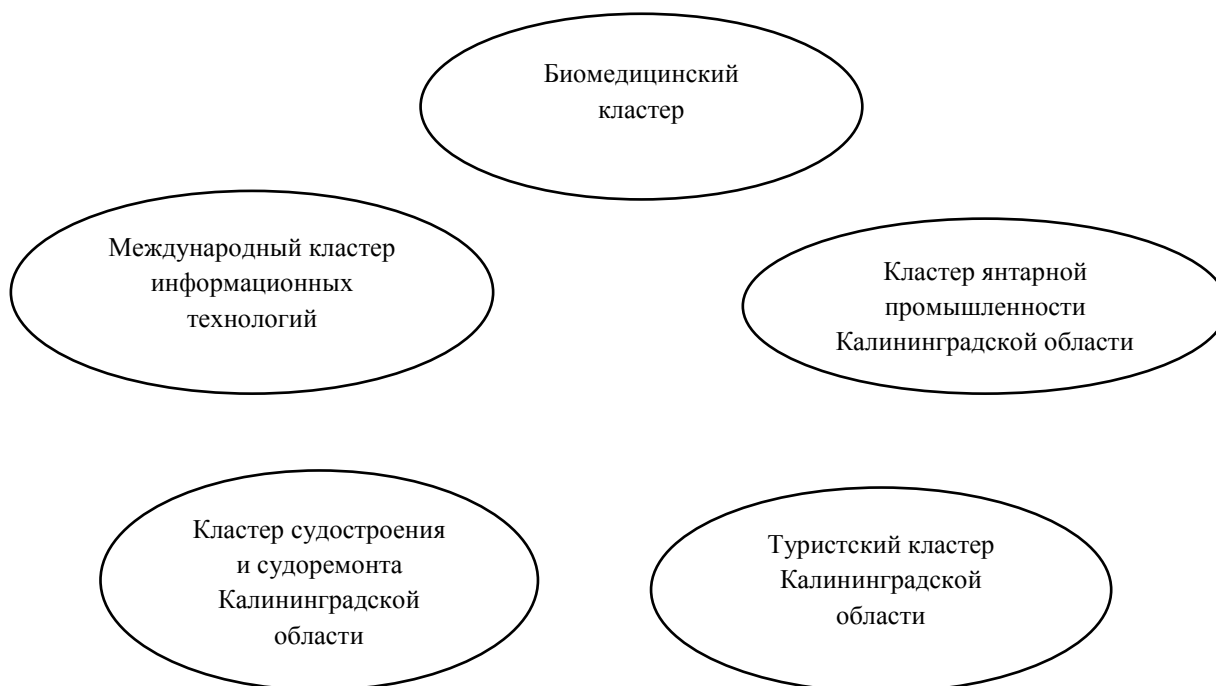 Биомедицинский
кластер
Международный кластер
информационных
технологий
Кластер янтарной
промышленности
Калининградской области
Кластер судостроения
и судоремонта
Калининградской
области
Туристский кластер
Калининградской
области